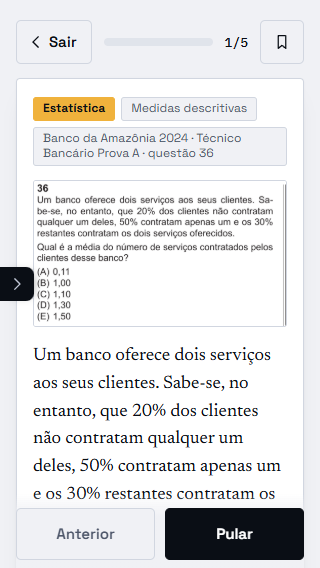 Sair
1/5
Estatística
Medidas descritivas
Banco da Amazônia 2024 · Técnico
Bancário Prova A · questão 36
36
Um banco oferece dois serviços aos seus clientes. Sa-
be-se, no entanto, que 20% dos clientes não contratam
qualquer um deles, 50% contratam apenas um e os 30%
restantes contratam os dois serviços oferecidos.
Qual é a média do número de serviços contratados pelos
clientes desse banco?
(A) 0,11
(B) 1,00
(C) 1,10
(D) 1,30
(E) 1,50
Um banco oferece dois serviços
aos seus clientes. Sabe-se, no
entanto, que 20% dos clientes
não contratam qualquer um
deles, 50% contratam apenas um
e os 30% restantes contratam os
Anterior
Pular